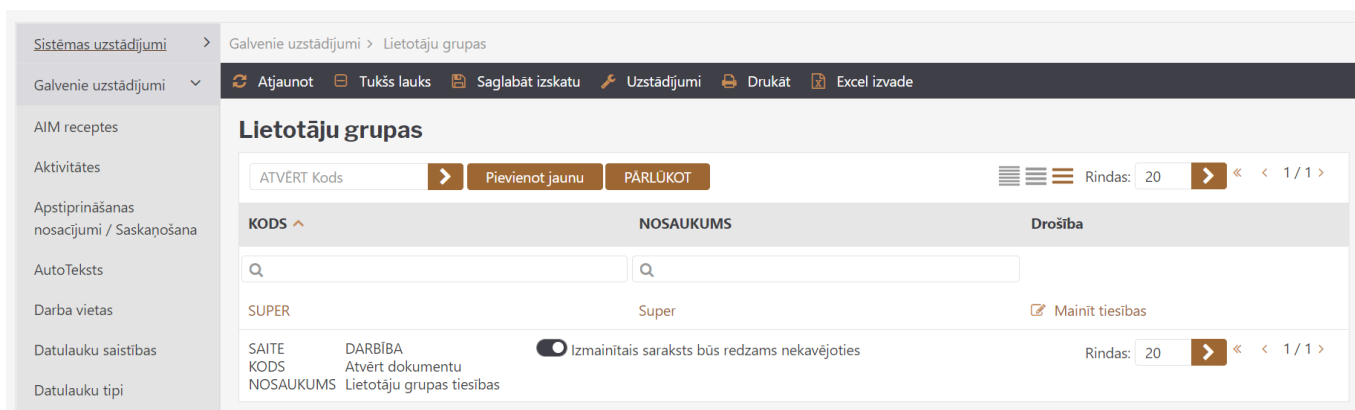 Sistēmas uzstādījumi
Galvenie uzstādījumi
AIM receptes
Aktivitātes
Apstiprināšanas
nosacījumi / Saskaņošana
AutoTeksts
Darba vietas
Datulauku saistības
Datulauku tipi
Galvenie uzstādījumi > Lietotāju grupas
Atjaunot Tukšs lauks Saglabāt izskatu Uzstādījumi Drukāt Excel izvade
Lietotāju grupas
ATVĒRT Kods Pievienot jaunu PĀRLŪKOT Rindas: 20 « < 1 / 1 >
KODS NOSAUKUMS Drošība
SUPER Super Mainīt tiesības
SAITE DARBĪBA Izmainītais saraksts būs redzams nekavējoties Rindas: 20 « < 1 / 1 >
KODS Atvērt dokumentu
NOSAUKUMS Lietotāju grupas tiesības